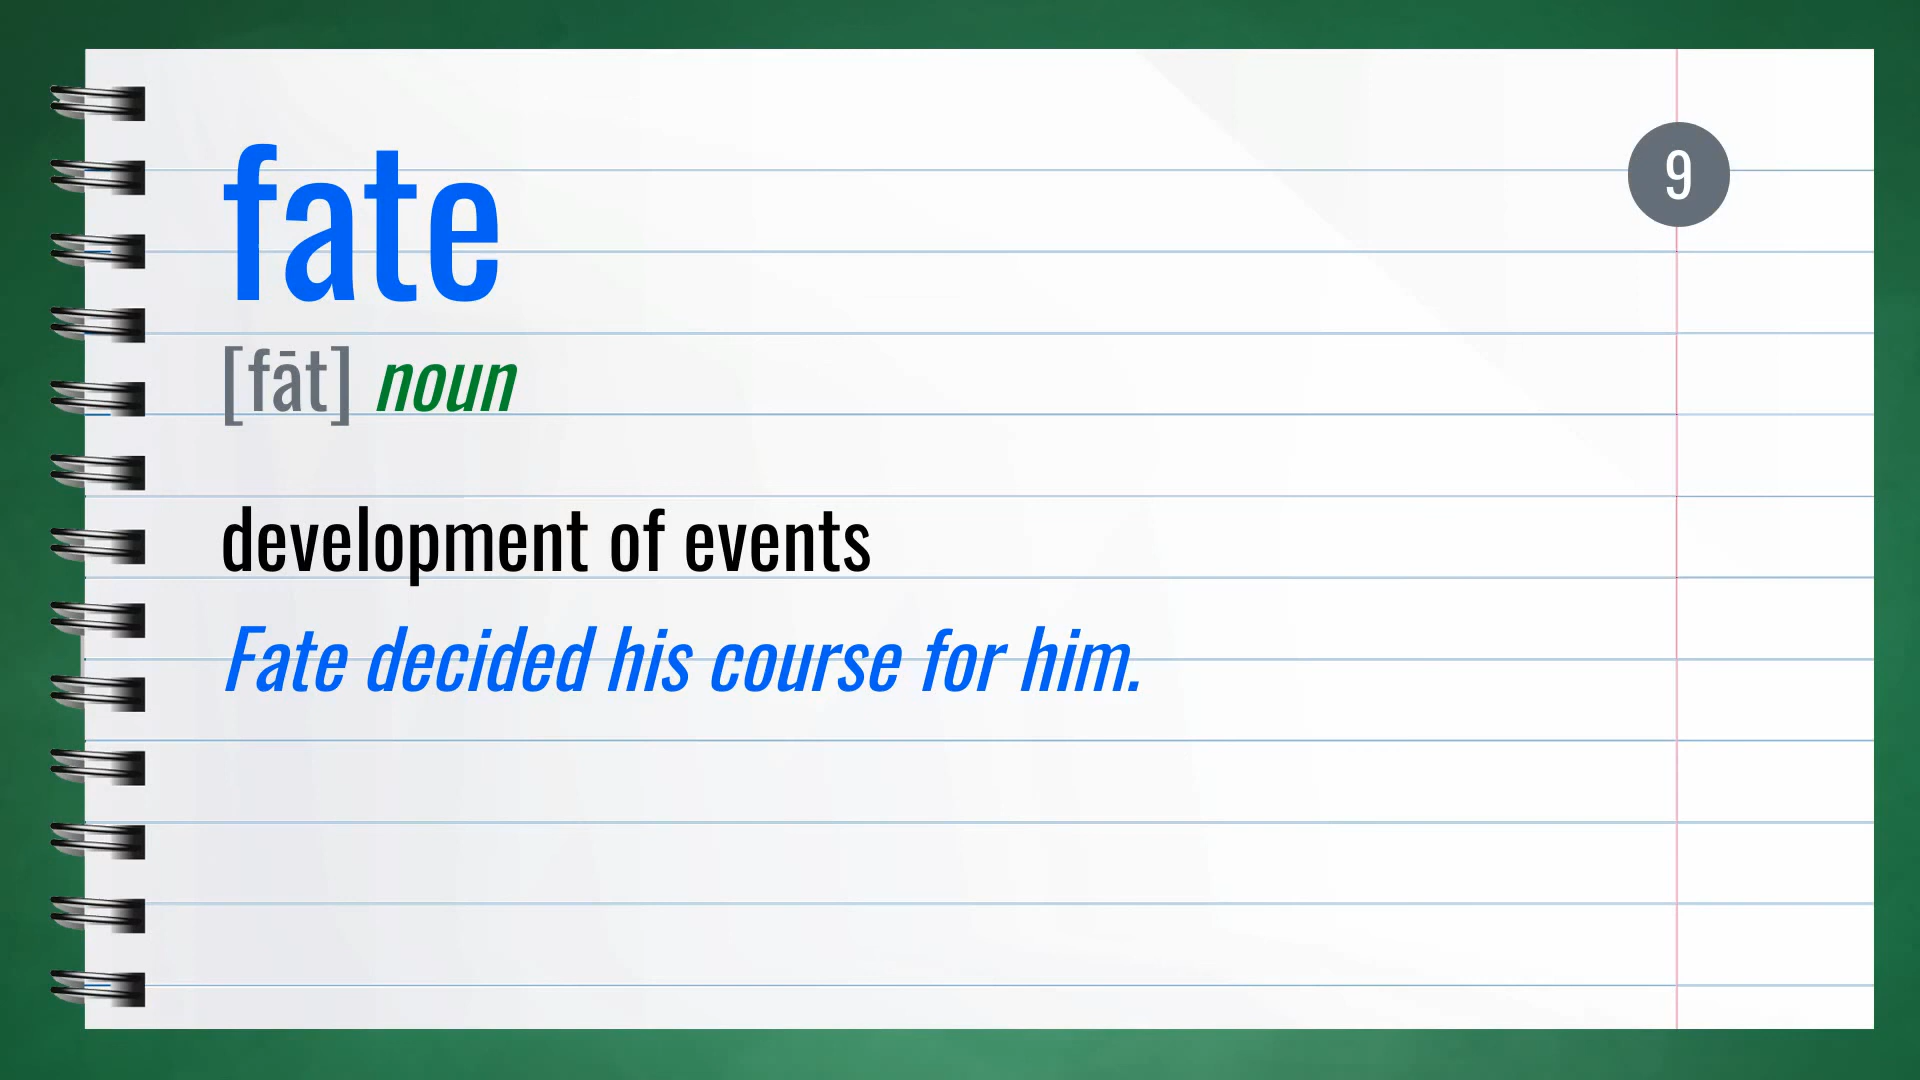 fate
9
[fāt] noun
development of events
Fate decided his course for him.